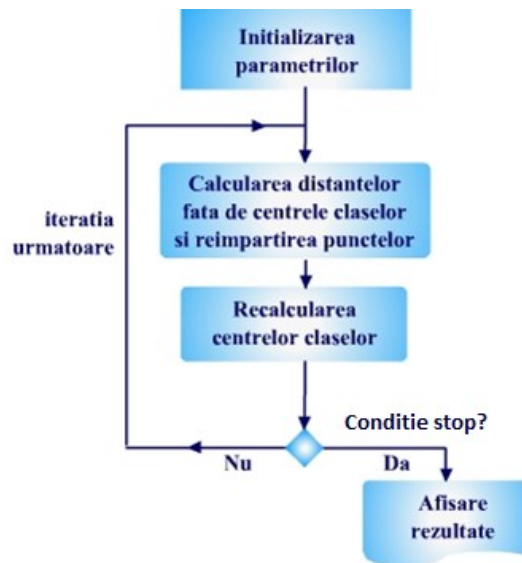 Initializarea
parametrilor
Calcularea distantelor
fata de centrele claselor
si reimpartirea punctelor
iteratia
urmatoare
Recalcularea
centrelor claselor
Conditie stop?
Nu
Da
Afisare
rezultate